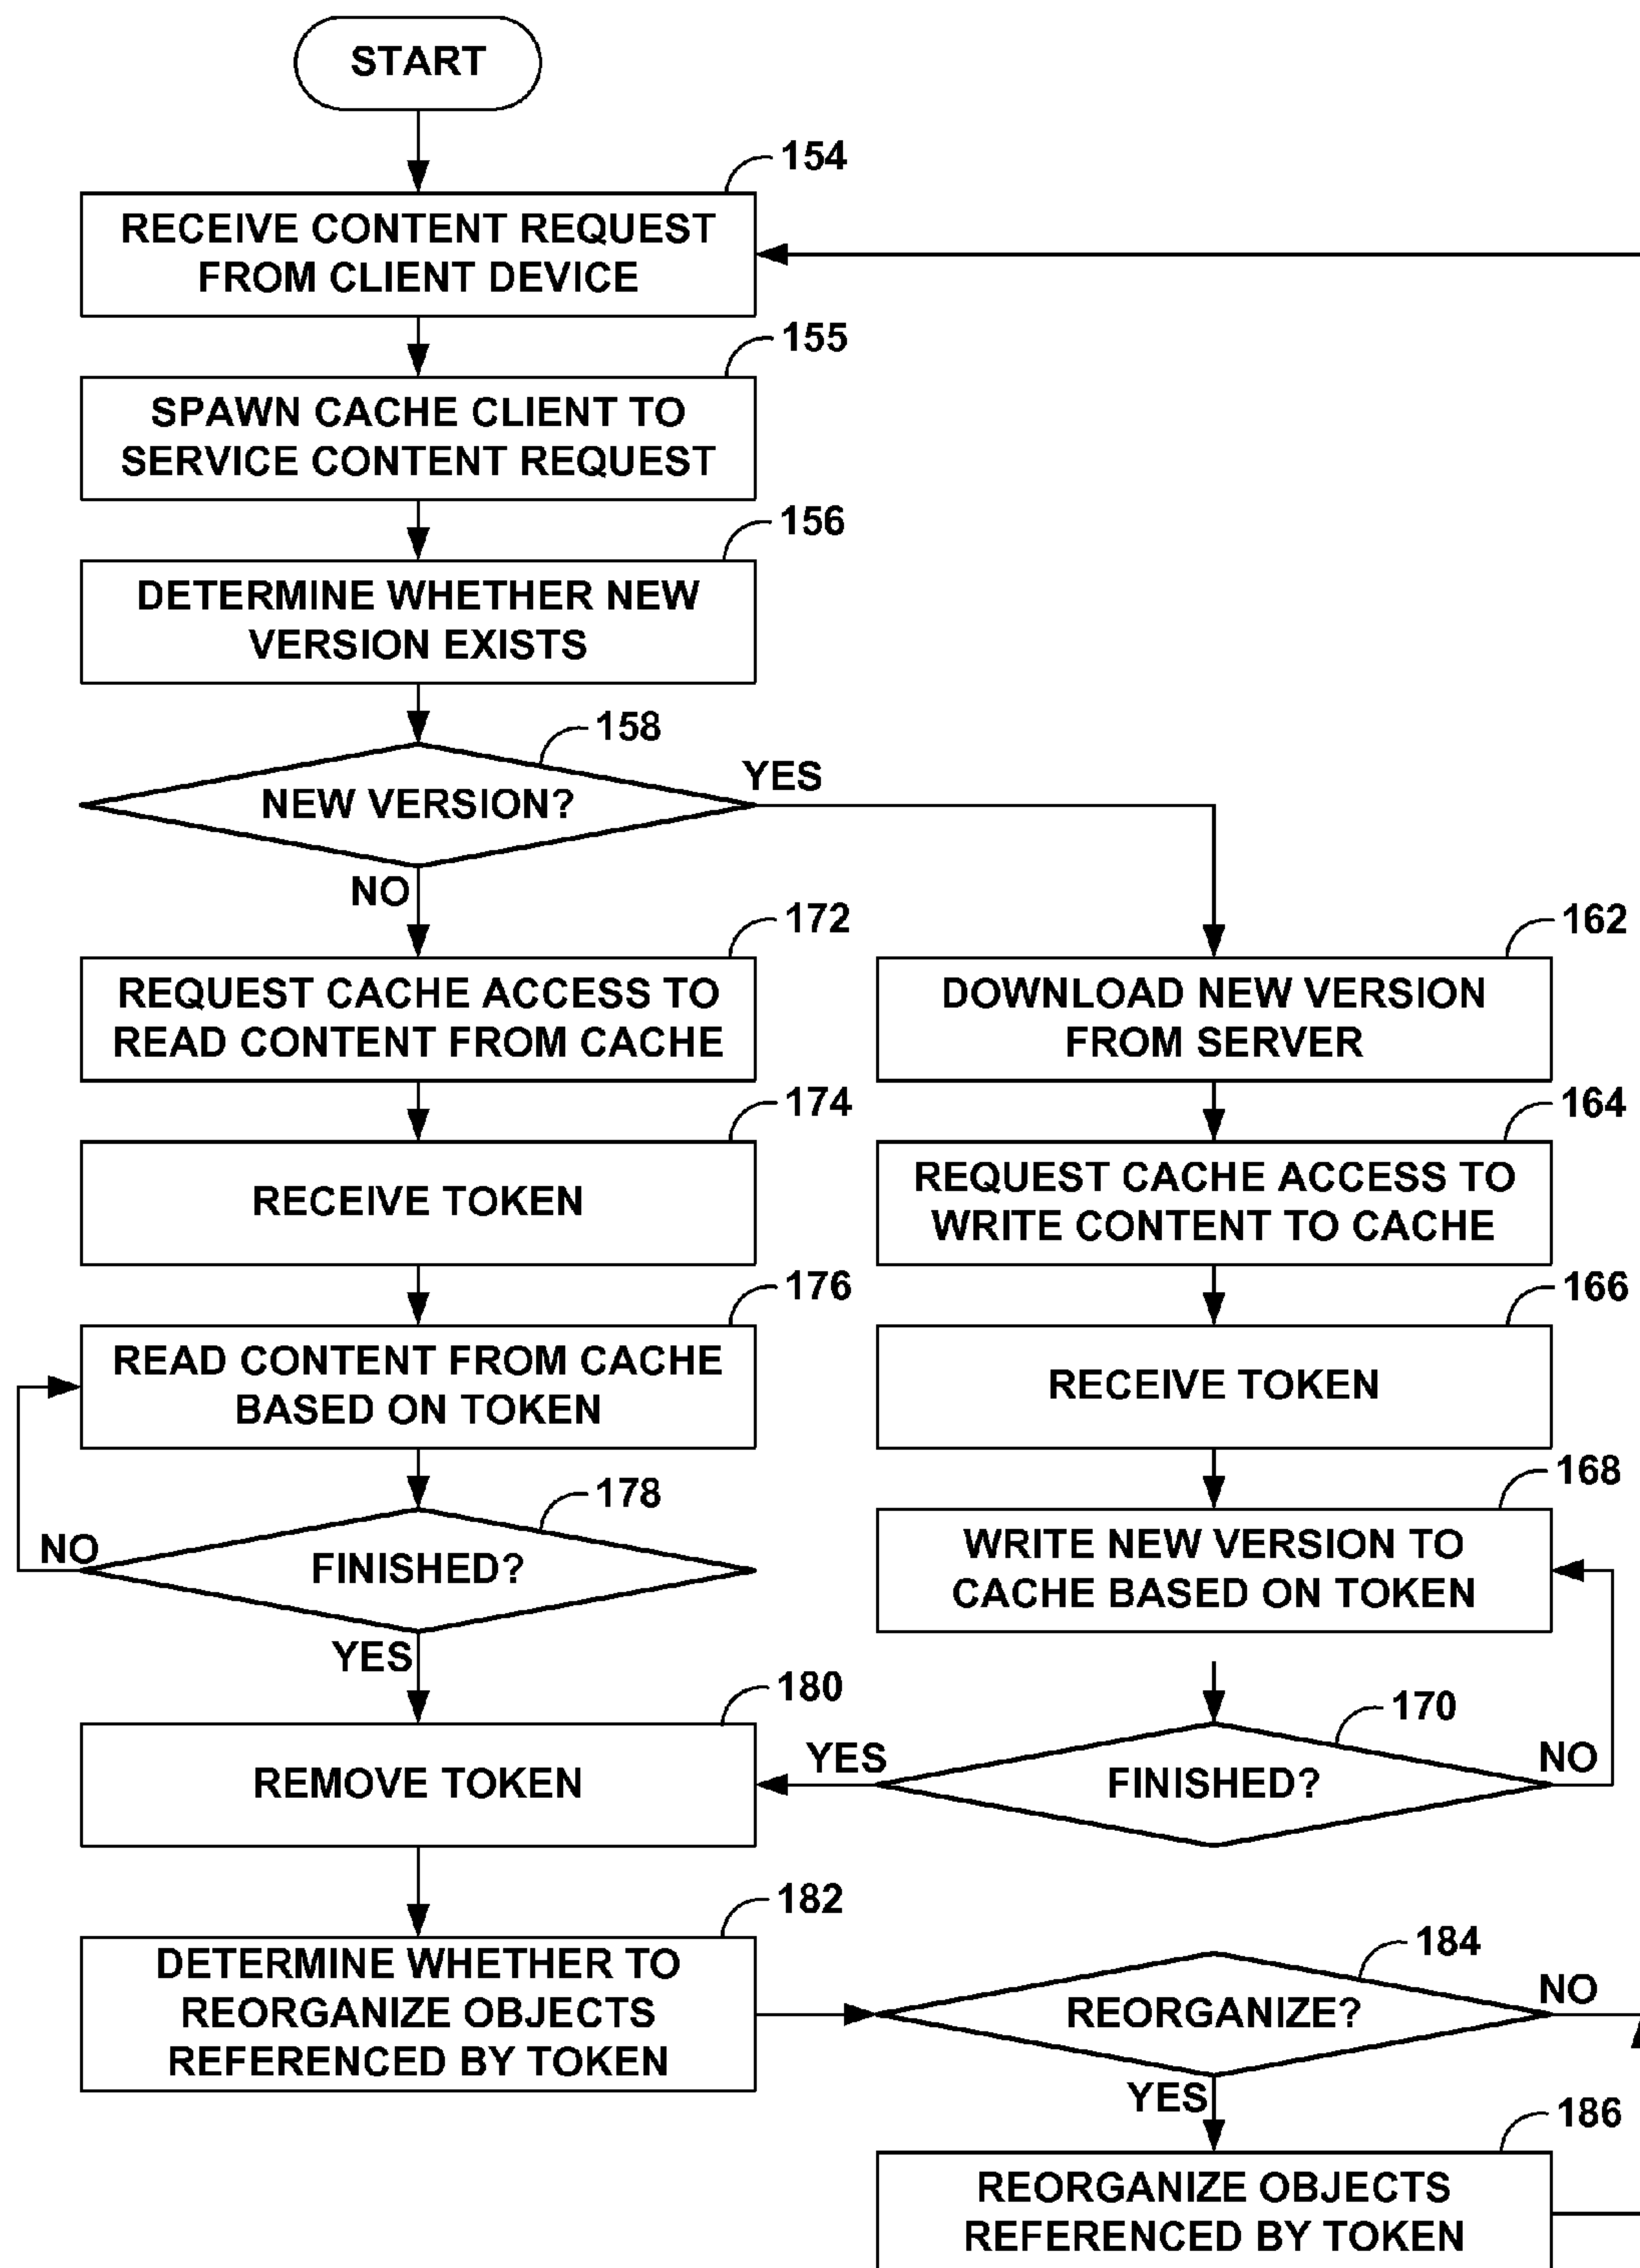 START
154
RECEIVE CONTENT REQUEST
FROM CLIENT DEVICE
155
SPAWN CACHE CLIENT TO
SERVICE CONTENT REQUEST
156
DETERMINE WHETHER NEW
VERSION EXISTS
158
NEW VERSION?
YES
NO
172
REQUEST CACHE ACCESS TO
READ CONTENT FROM CACHE
162
DOWNLOAD NEW VERSION
FROM SERVER
174
RECEIVE TOKEN
164
REQUEST CACHE ACCESS TO
WRITE CONTENT TO CACHE
176
READ CONTENT FROM CACHE
BASED ON TOKEN
166
RECEIVE TOKEN
178
FINISHED?
NO
YES
168
WRITE NEW VERSION TO
CACHE BASED ON TOKEN
180
REMOVE TOKEN
170
FINISHED?
YES
NO
182
DETERMINE WHETHER TO
REORGANIZE OBJECTS
REFERENCED BY TOKEN
184
REORGANIZE?
NO
YES
186
REORGANIZE OBJECTS
REFERENCED BY TOKEN